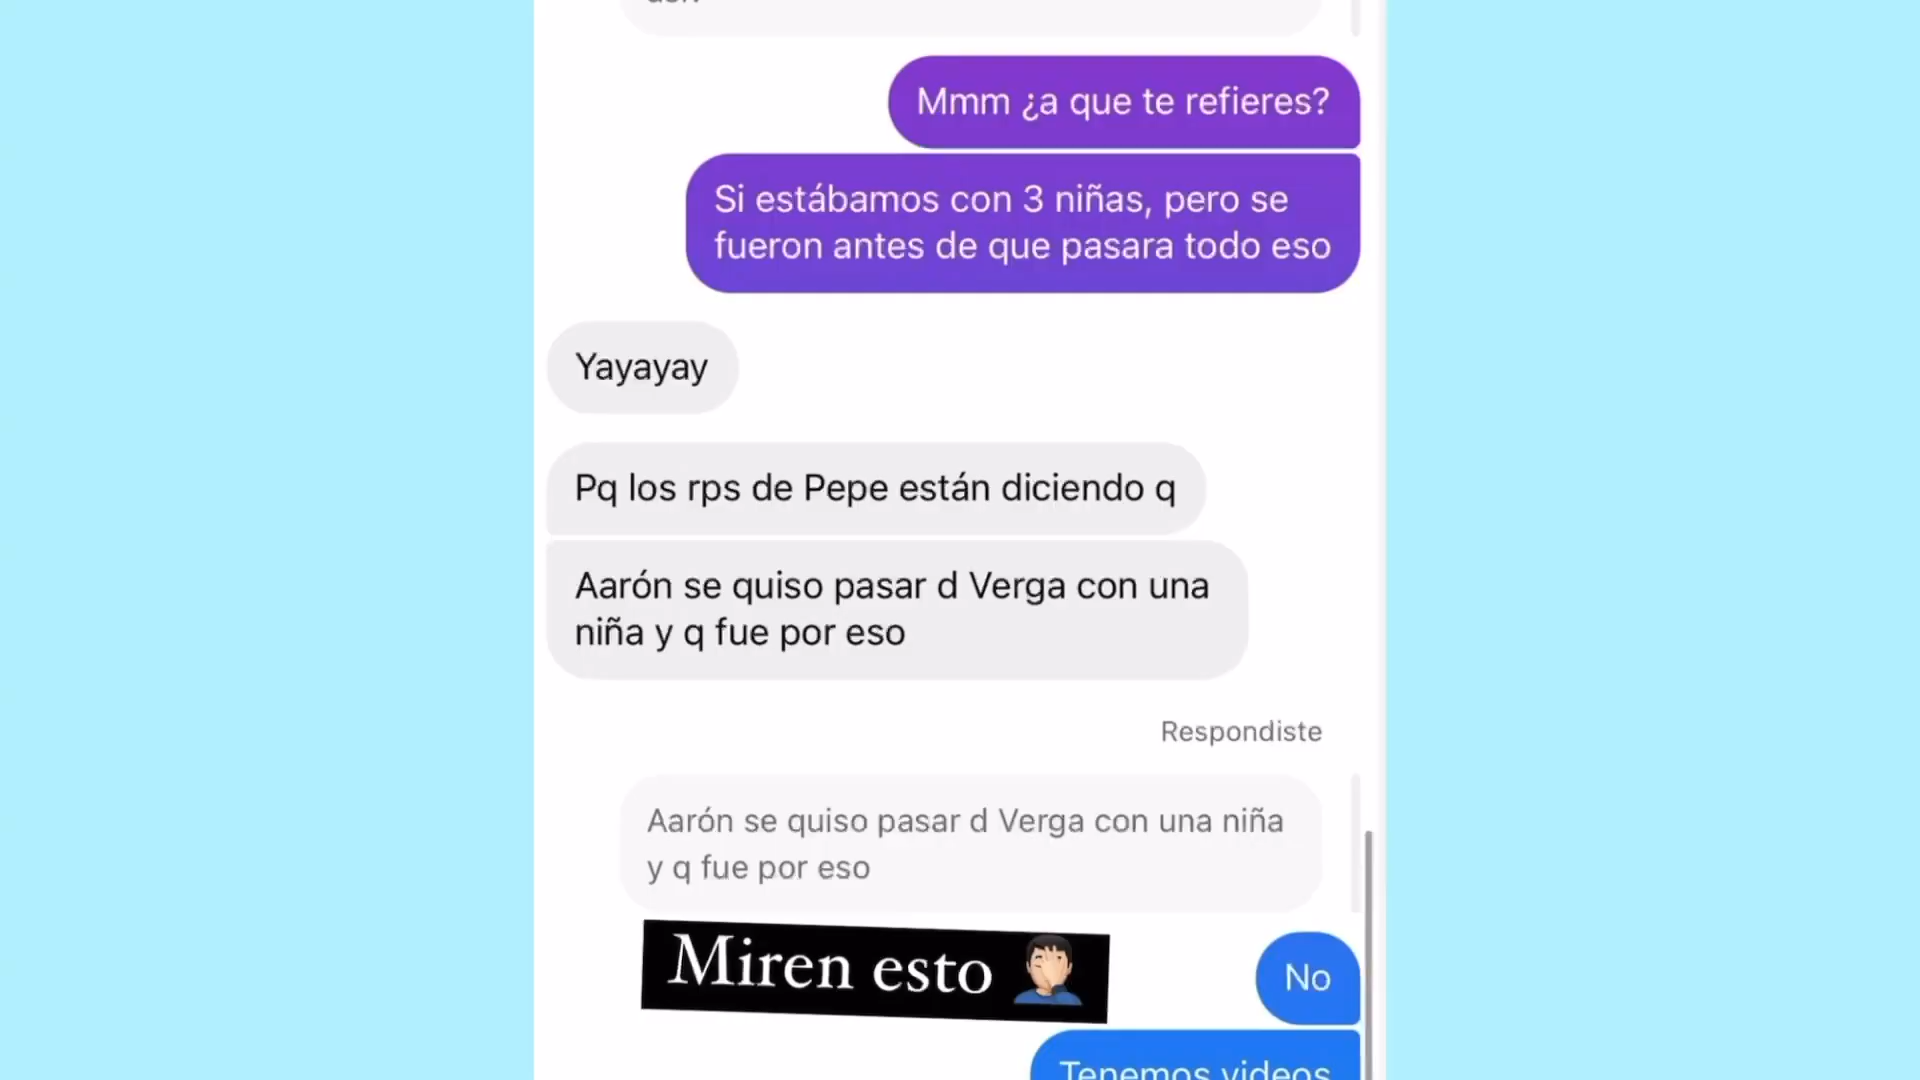 Mmm ¿a que te refieres?
Si estábamos con 3 niñas, pero se
fueron antes de que pasara todo eso
Yayayay
Pq los rps de Pepe están diciendo q
Aarón se quiso pasar d Verga con una
niña y q fue por eso
Respondiste
Aarón se quiso pasar d Verga con una niña
y q fue por eso
Miren esto
No
Tenemos videos